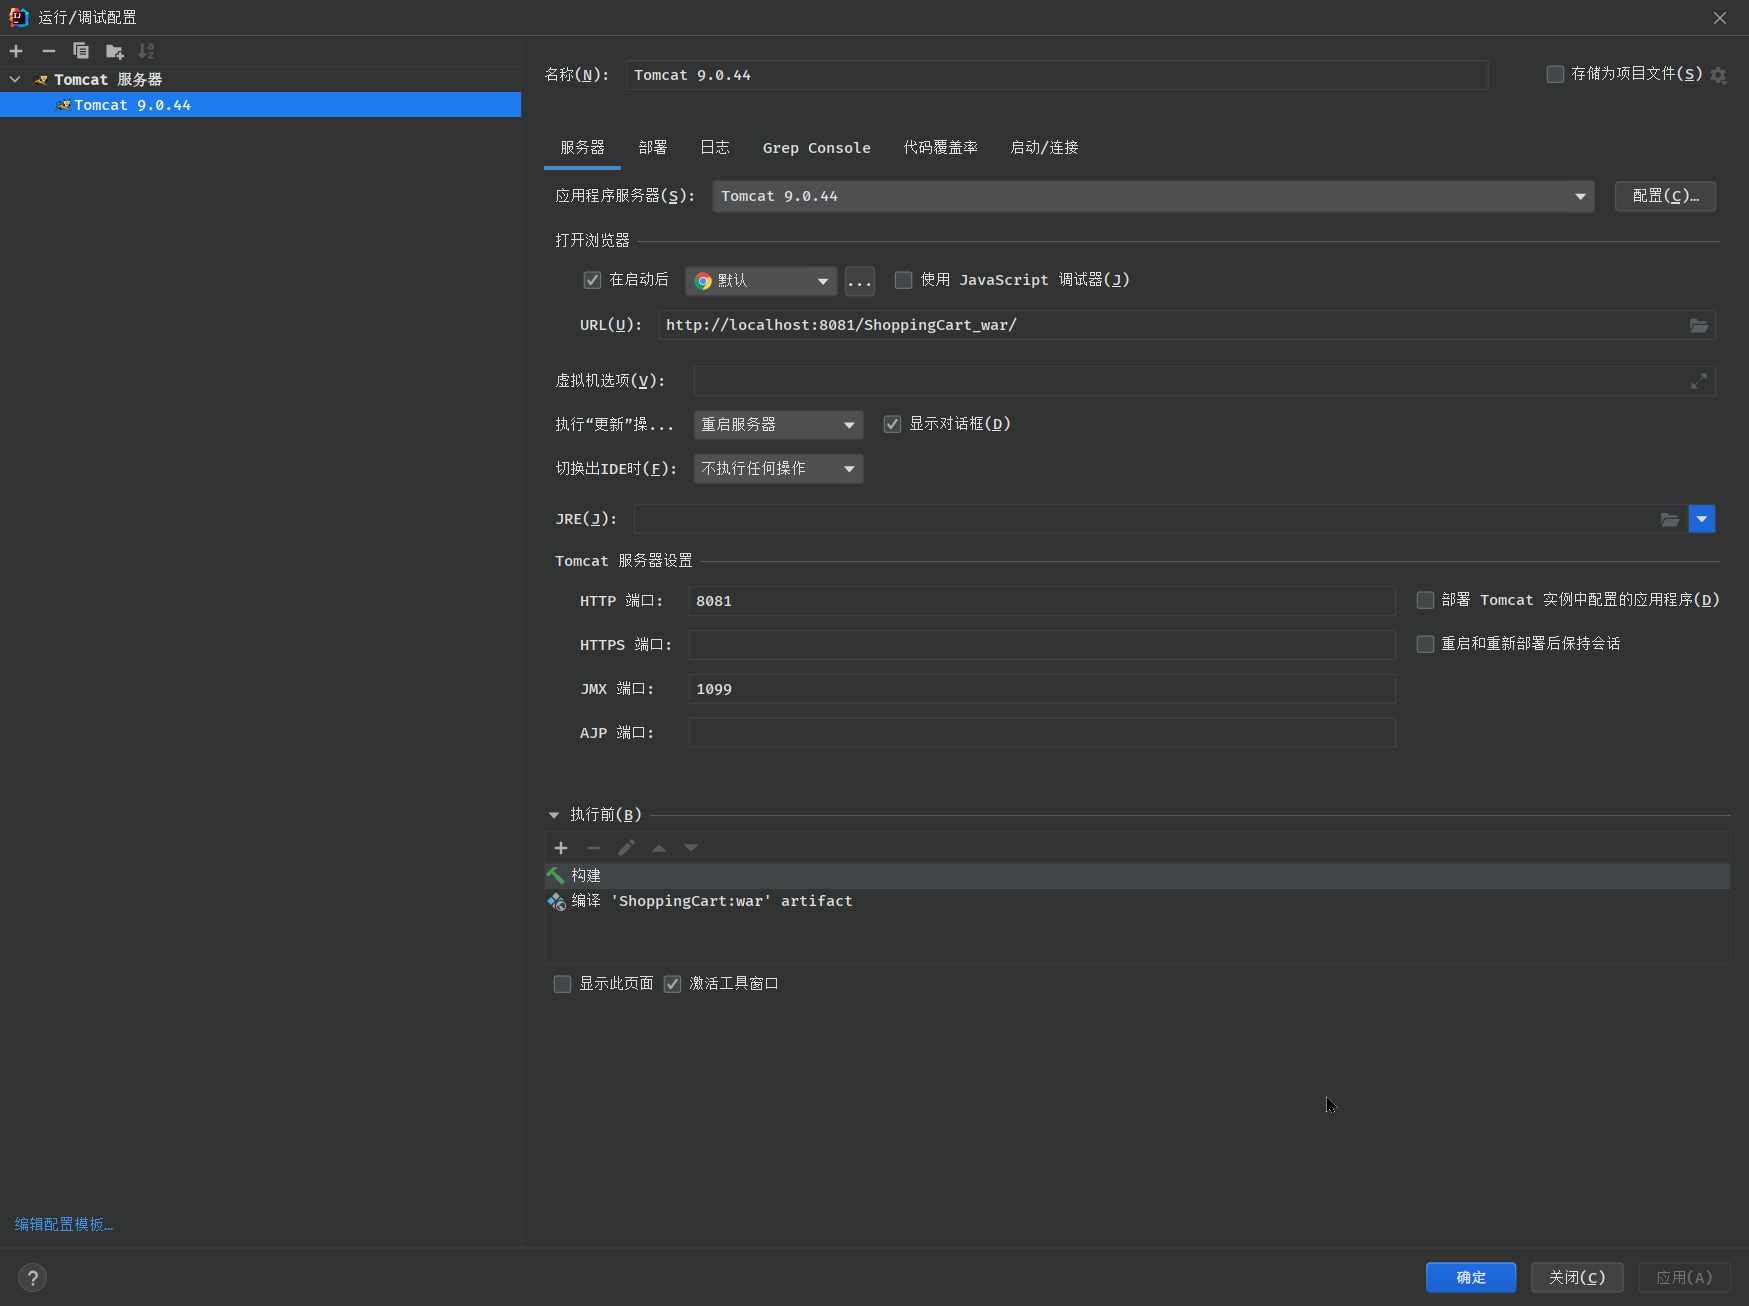 运行/调试配置
Tomcat 服务器
Tomcat 9.0.44
编辑配置模板…
名称(N): Tomcat 9.0.44 存储为项目文件(S)
服务器 部署 日志 Grep Console 代码覆盖率 启动/连接
应用程序服务器(S): Tomcat 9.0.44 配置(C)…
打开浏览器
在启动后 默认 ... 使用 JavaScript 调试器(J)
URL(U): http://localhost:8081/ShoppingCart_war/
虚拟机选项(V):
执行“更新”操... 重启服务器 显示对话框(D)
切换出IDE时(F): 不执行任何操作
JRE(J):
Tomcat 服务器设置
HTTP 端口: 8081 部署 Tomcat 实例中配置的应用程序(D)
HTTPS 端口: 重启和重新部署后保持会话
JMX 端口: 1099
AJP 端口:
执行前(B)
构建
编译 'ShoppingCart:war' artifact
显示此页面 激活工具窗口
? 确定 关闭(C) 应用(A)